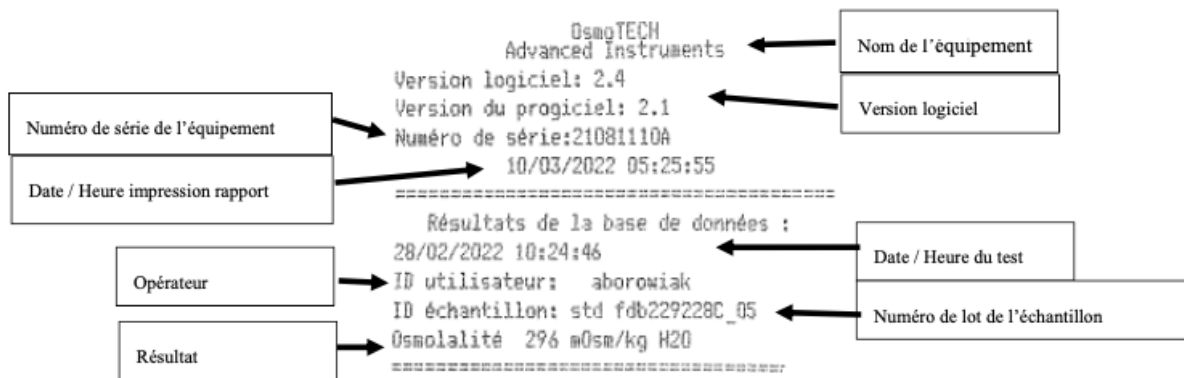 OsmoTECH
Advanced Instruments
Nom de l'équipement
Version logiciel: 2.4
Version du progiciel: 2.1
Version logiciel
Numéro de série de l'équipement
Numéro de série:21081110A
Date / Heure impression rapport
10/03/2022 05:25:55
====================================
Résultats de la base de données :
28/02/2022 10:24:46
Date / Heure du test
Opérateur
ID utilisateur: aborowiak
ID échantillon: std fdb229228C_05
Numéro de lot de l'échantillon
Résultat
Osmolalité 296 mOsm/kg H2O
====================================